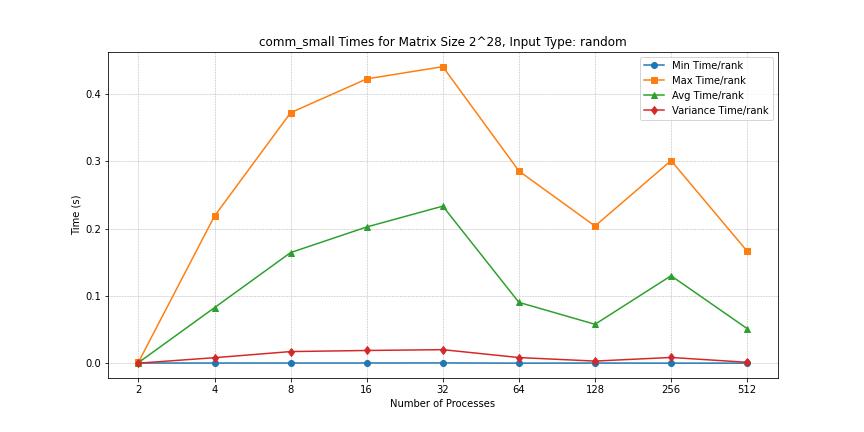 comm_small Times for Matrix Size 2^28, Input Type: random
Min Time/rank
Max Time/rank
Avg Time/rank
Variance Time/rank
Time (s)
0.4
0.3
0.2
0.1
0.0
2 4 8 16 32 64 128 256 512
Number of Processes